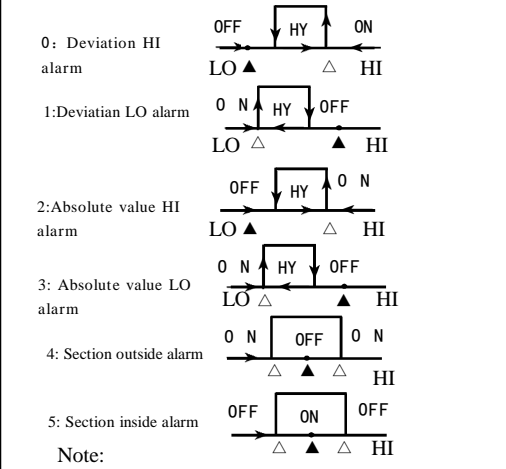 OFF HY ON
0: Deviation HI
alarm
LO ▲ △ HI
1:Deviatian LO alarm
O N HY OFF
LO △ ▲ HI
OFF HY O N
2:Absolute value HI
alarm
LO ▲ △ HI
O N HY OFF
3: Absolute value LO
alarm
LO △ ▲ HI
O N OFF O N
4: Section outside alarm
△ ▲ △ HI
OFF ON OFF
5: Section inside alarm
△ ▲ △ HI
Note: